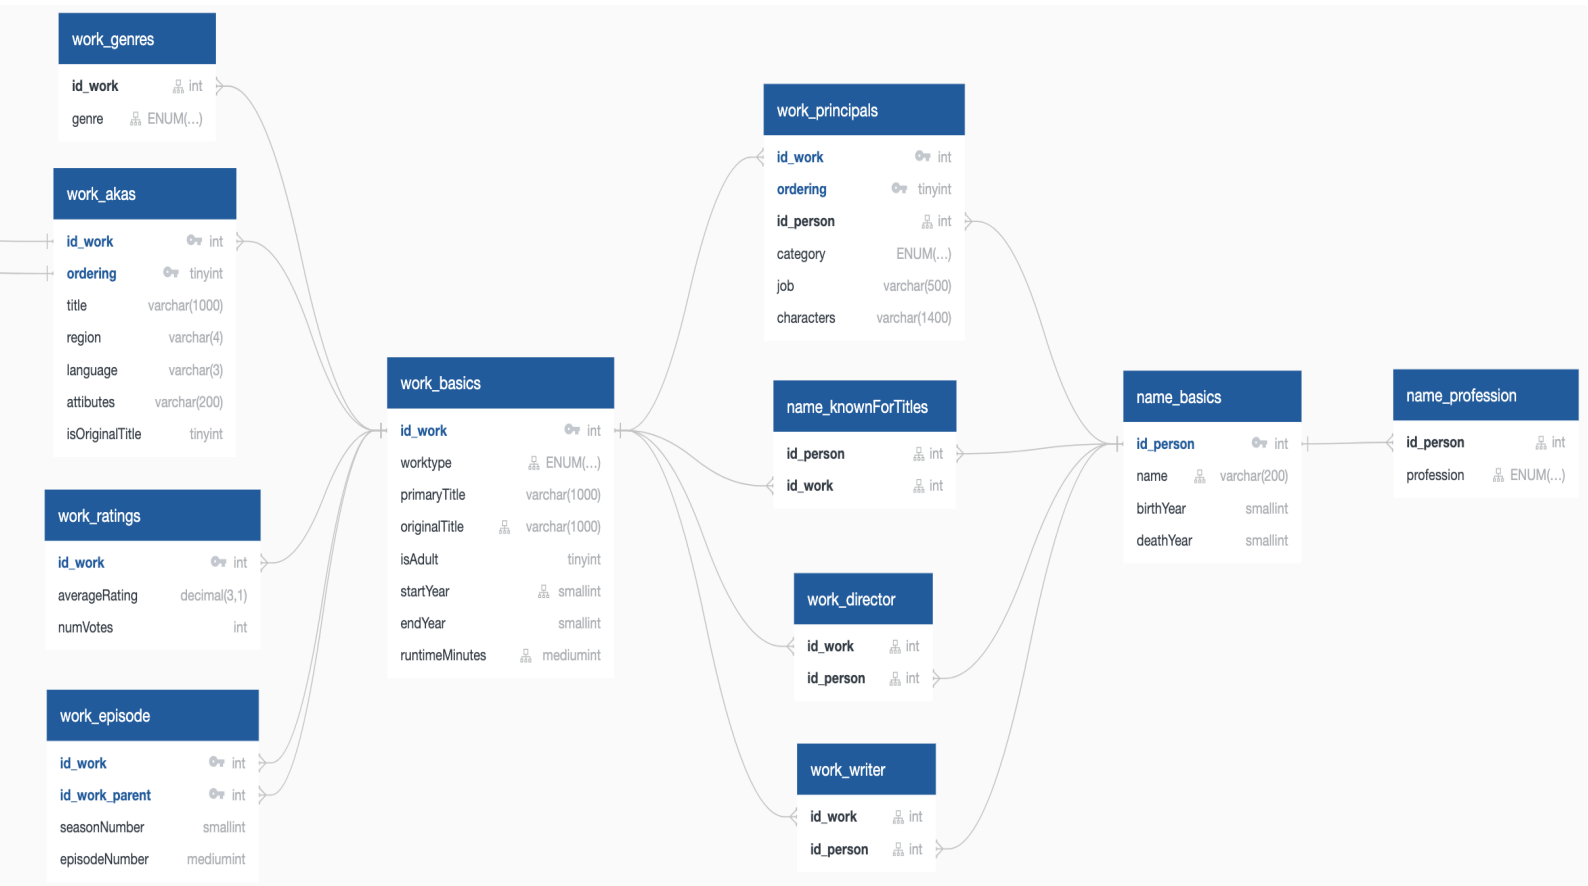 work_genres
id_work int
genre ENUM(...)
work_akas
id_work int
ordering tinyint
title varchar(1000)
region varchar(4)
language varchar(3)
attibutes varchar(200)
isOriginalTitle tinyint
work_ratings
id_work int
averageRating decimal(3,1)
numVotes int
work_episode
id_work int
id_work_parent int
seasonNumber smallint
episodeNumber mediumint
work_basics
id_work int
worktype ENUM(...)
primaryTitle varchar(1000)
originalTitle varchar(1000)
isAdult tinyint
startYear smallint
endYear smallint
runtimeMinutes mediumint
work_principals
id_work int
ordering tinyint
id_person int
category ENUM(...)
job varchar(500)
characters varchar(1400)
name_knownForTitles
id_person int
id_work int
work_director
id_work int
id_person int
work_writer
id_work int
id_person int
name_basics
id_person int
name varchar(200)
birthYear smallint
deathYear smallint
name_profession
id_person int
profession ENUM(...)